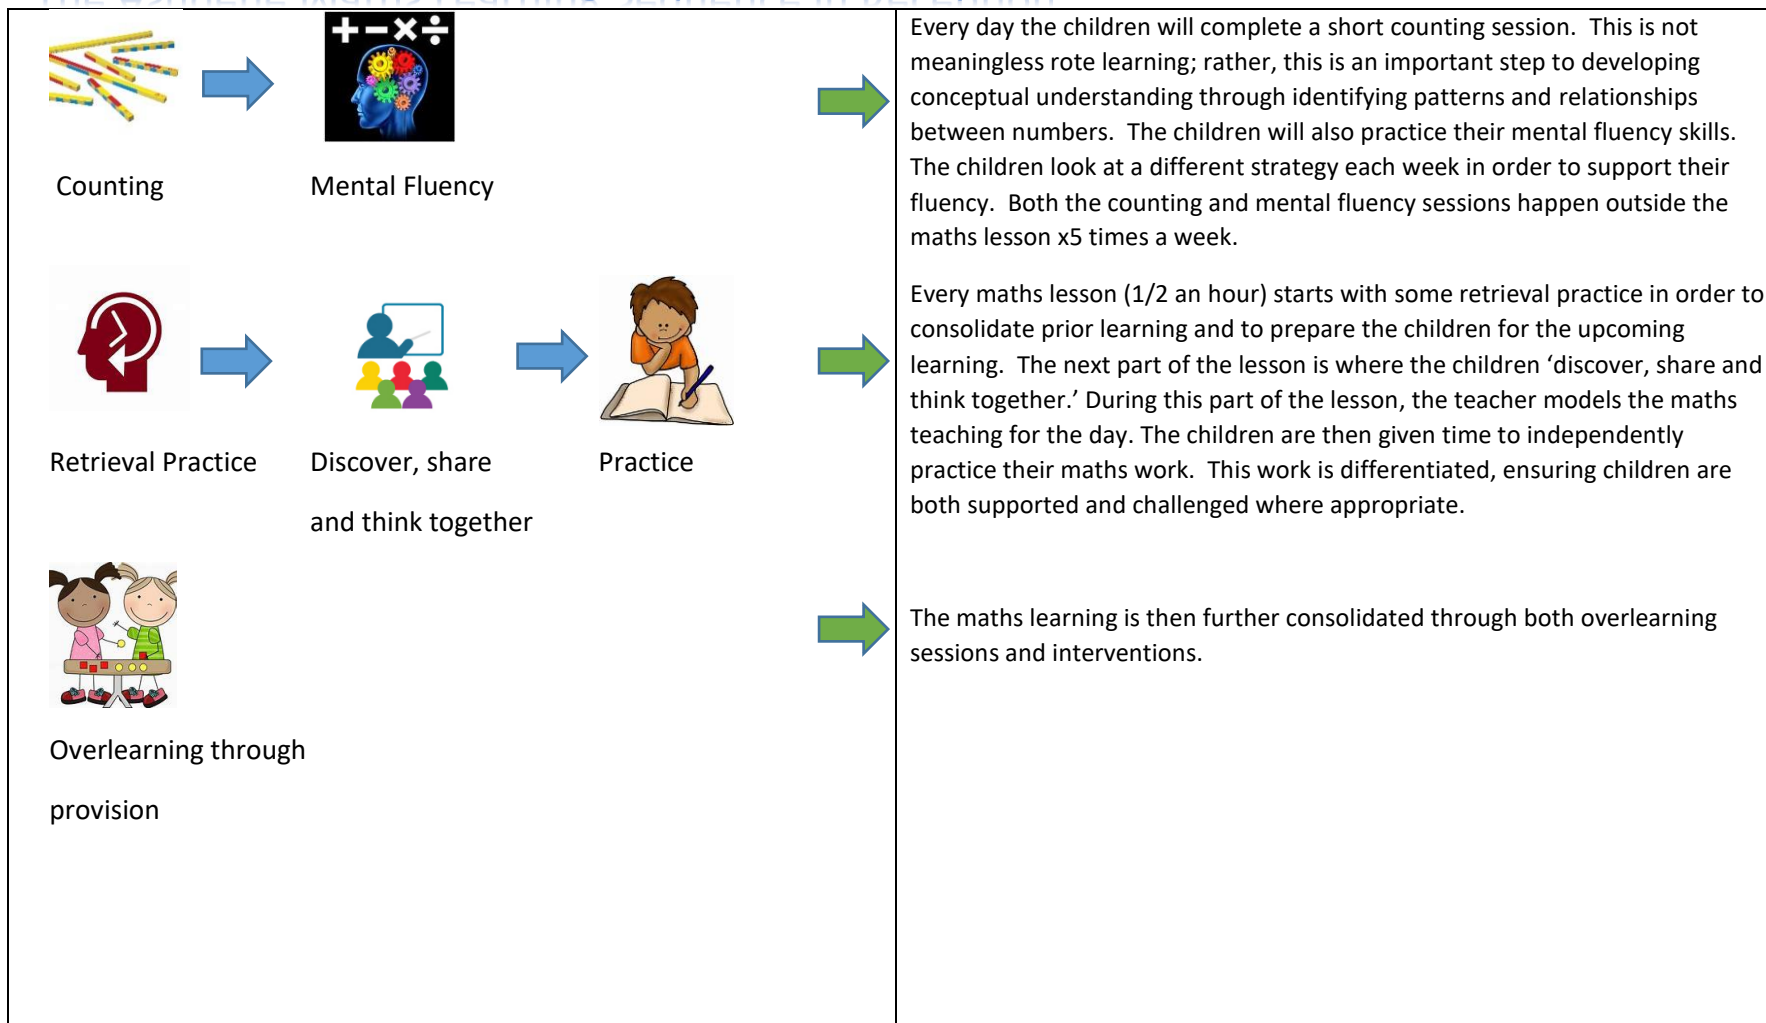 Counting
Mental Fluency
Every day the children will complete a short counting session.  This is not
meaningless rote learning; rather, this is an important step to developing
conceptual understanding through identifying patterns and relationships
between numbers.  The children will also practice their mental fluency skills.
The children look at a different strategy each week in order to support their
fluency.  Both the counting and mental fluency sessions happen outside the
maths lesson x5 times a week.
Retrieval Practice
Discover, share
and think together
Practice
Every maths lesson (1/2 an hour) starts with some retrieval practice in order to
consolidate prior learning and to prepare the children for the upcoming
learning.  The next part of the lesson is where the children ‘discover, share and
think together.’ During this part of the lesson, the teacher models the maths
teaching for the day. The children are then given time to independently
practice their maths work.  This work is differentiated, ensuring children are
both supported and challenged where appropriate.
Overlearning through
provision
The maths learning is then further consolidated through both overlearning
sessions and interventions.